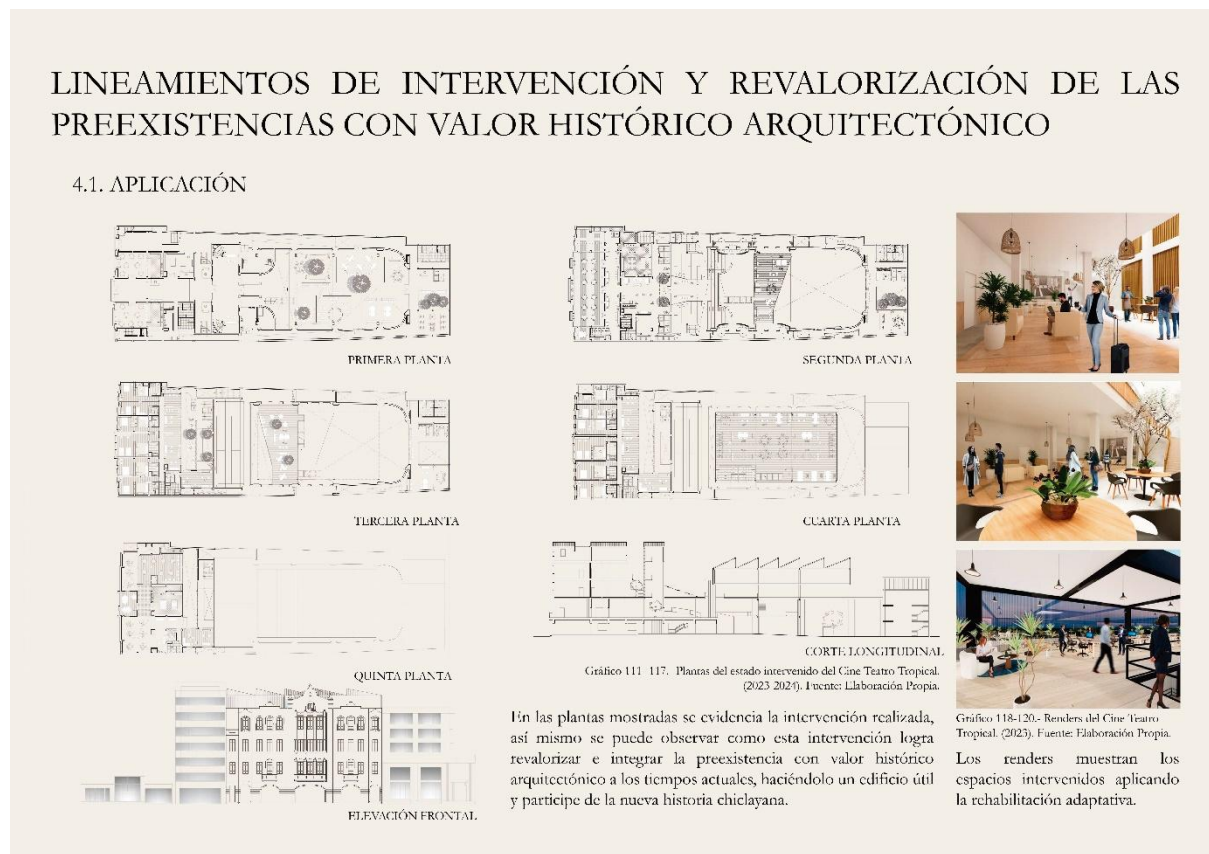 LINEAMIENTOS DE INTERVENCIÓN Y REVALORIZACIÓN DE LAS
PREEXISTENCIAS CON VALOR HISTÓRICO ARQUITECTÓNICO
4.1. APLICACIÓN
PRIMERA PLANTA
SEGUNDA PLANTA
TERCERA PLANTA
CUARTA PLANTA
QUINTA PLANTA
CORTE LONGITUDINAL
ELEVACIÓN FRONTAL
Gráfico 111-117. Plantas del estado intervenido del Cine Teatro Tropical.
(2023-2024). Fuente: Elaboración Propia.
En las plantas mostradas se evidencia la intervención realizada,
así mismo se puede observar como esta intervención logra
revalorizar e integrar la preexistencia con valor histórico
arquitectónico a los tiempos actuales, haciéndolo un edificio útil
y partícipe de la nueva historia chiclayana.
Gráfico 118-120.- Renders del Cine Teatro
Tropical. (2023). Fuente: Elaboración Propia.
Los renders muestran los
espacios intervenidos aplicando
la rehabilitación adaptativa.